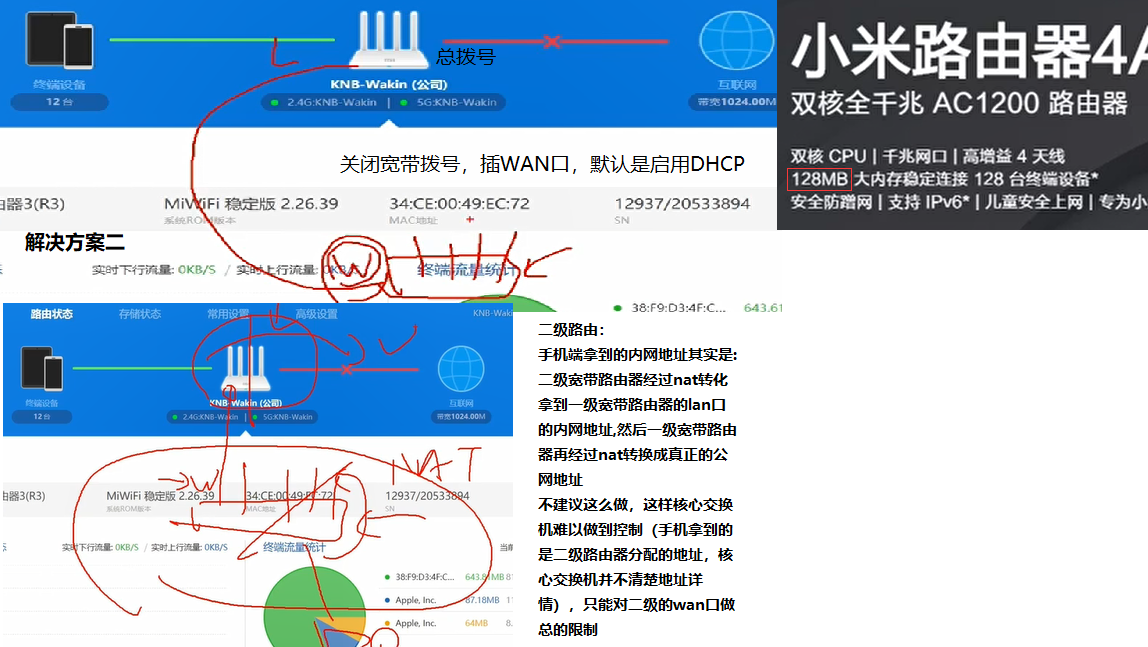 终端设备
12 台
总拨号
KNB-Wakin (公司)
2.4G:KNB-Wakin | 5G:KNB-Wakin
互联网
带宽1024.00M
小米路由器4A
双核全千兆 AC1200 路由器
双核 CPU | 千兆网口 | 高增益 4 天线
128MB 大内存稳定连接 128 台终端设备*
安全防蹭网 | 支持 IPv6* | 儿童安全上网 | 专为小
关闭宽带拨号，插WAN口，默认是启用DHCP
由器3(R3)
MiWiFi 稳定版 2.26.39
系统ROM版本
34:CE:00:49:EC:72
MAC地址
12937/20533894
SN
解决方案二
实时下行流量: 0KB/S / 实时上行流量: 0KB/S
W
终端流量统计
38:F9:D3:4F:C...
643.81
路由状态
存储状态
常用设置
高级设置
KNB-Waki
终端设备
12 台
KNB-Wakin (公司)
2.4G:KNB-Wakin | 5G:KNB-Wakin
互联网
带宽1024.00M
NAT
W
由器3(R3)
MiWiFi 稳定版 2.26.39
系统ROM版本
34:CE:00:49:EC:72
MAC地址
12937/20533894
SN
实时下行流量: 0KB/S / 实时上行流量: 0KB/S
终端流量统计
当前
38:F9:D3:4F:C...
643.81MB
Apple, Inc.
87.18MB
Apple, Inc.
64MB
二级路由：
手机端拿到的内网地址其实是:
二级宽带路由器经过nat转化
拿到一级宽带路由器的lan口
的内网地址,然后一级宽带路由
器再经过nat转换成真正的公
网地址
不建议这么做，这样核心交换
机难以做到控制（手机拿到的
是二级路由器分配的地址，核
心交换机并不清楚地址详
情），只能对二级的wan口做
总的限制